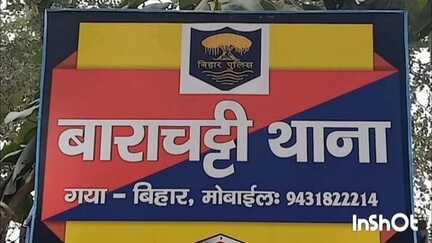 बिहार पुलिस
बाराचट्टी थाना
गया – बिहार, मोबाईलः 9431822214
InShOt